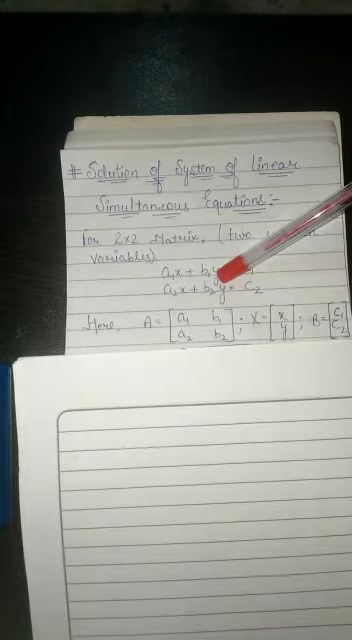 # Solution of System of linear
Simultaneous Equations:-
For 2x2 Matrix, (two
variables).
a₁x + b₁y
a₂x + b₂y = C₂
Here, A = [a₁ b₁ a₂ b₂] ; X = [x y] ; B = [C₁ C₂]